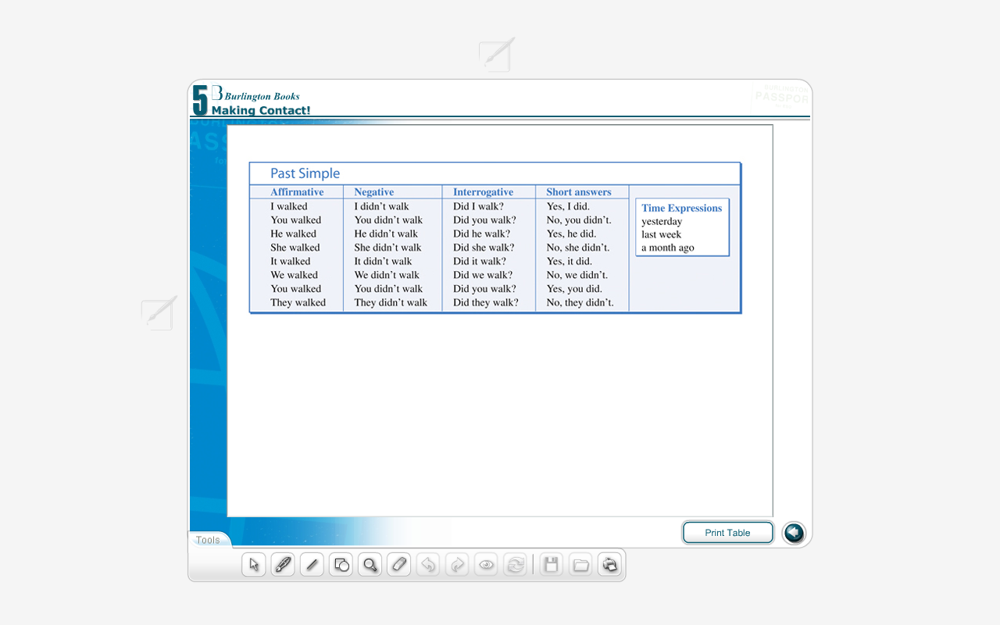 5 B Burlington Books
Making Contact!
BURLINGTON
PASSPOR
Past Simple
Affirmative Negative Interrogative Short answers
I walked I didn’t walk Did I walk? Yes, I did.
You walked You didn’t walk Did you walk? No, you didn’t.
He walked He didn’t walk Did he walk? Yes, he did.
She walked She didn’t walk Did she walk? No, she didn’t.
It walked It didn’t walk Did it walk? Yes, it did.
We walked We didn’t walk Did we walk? No, we didn’t.
You walked You didn’t walk Did you walk? Yes, you did.
They walked They didn’t walk Did they walk? No, they didn’t.
Time Expressions
yesterday
last week
a month ago
Print Table
Tools